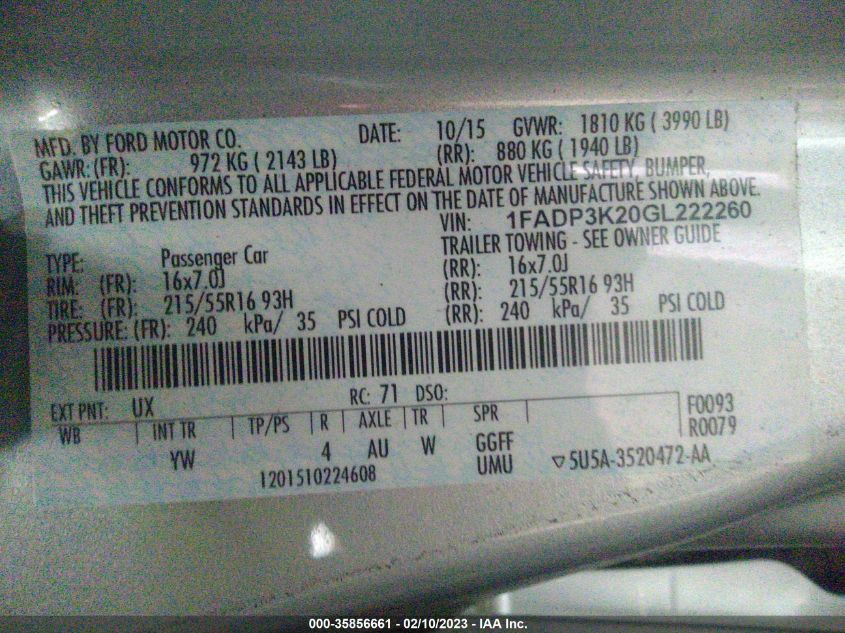 MFD. BY FORD MOTOR CO. DATE: 10/15 GVWR: 1810 KG ( 3990 LB)
GAWR: (FR): 972 KG ( 2143 LB) (RR): 880 KG ( 1940 LB)
THIS VEHICLE CONFORMS TO ALL APPLICABLE FEDERAL MOTOR VEHICLE SAFETY, BUMPER,
AND THEFT PREVENTION STANDARDS IN EFFECT ON THE DATE OF MANUFACTURE SHOWN ABOVE.
VIN: 1FADP3K20GL222260
TYPE: Passenger Car TRAILER TOWING - SEE OWNER GUIDE
RIM: (FR): 16x7.0J (RR): 16x7.0J
TIRE: (FR): 215/55R16 93H (RR): 215/55R16 93H
PRESSURE: (FR): 240 kPa/ 35 PSI COLD (RR): 240 kPa/ 35 PSI COLD
EXT PNT: UX RC: 71 DSO:
WB INT TR TP/PS R AXLE TR SPR F0093
R0079
YW 4 AU W GGFF
UMU ▽5U5A-3520472-AA
1201510224608
000-35856661 - 02/10/2023 - IAA Inc.